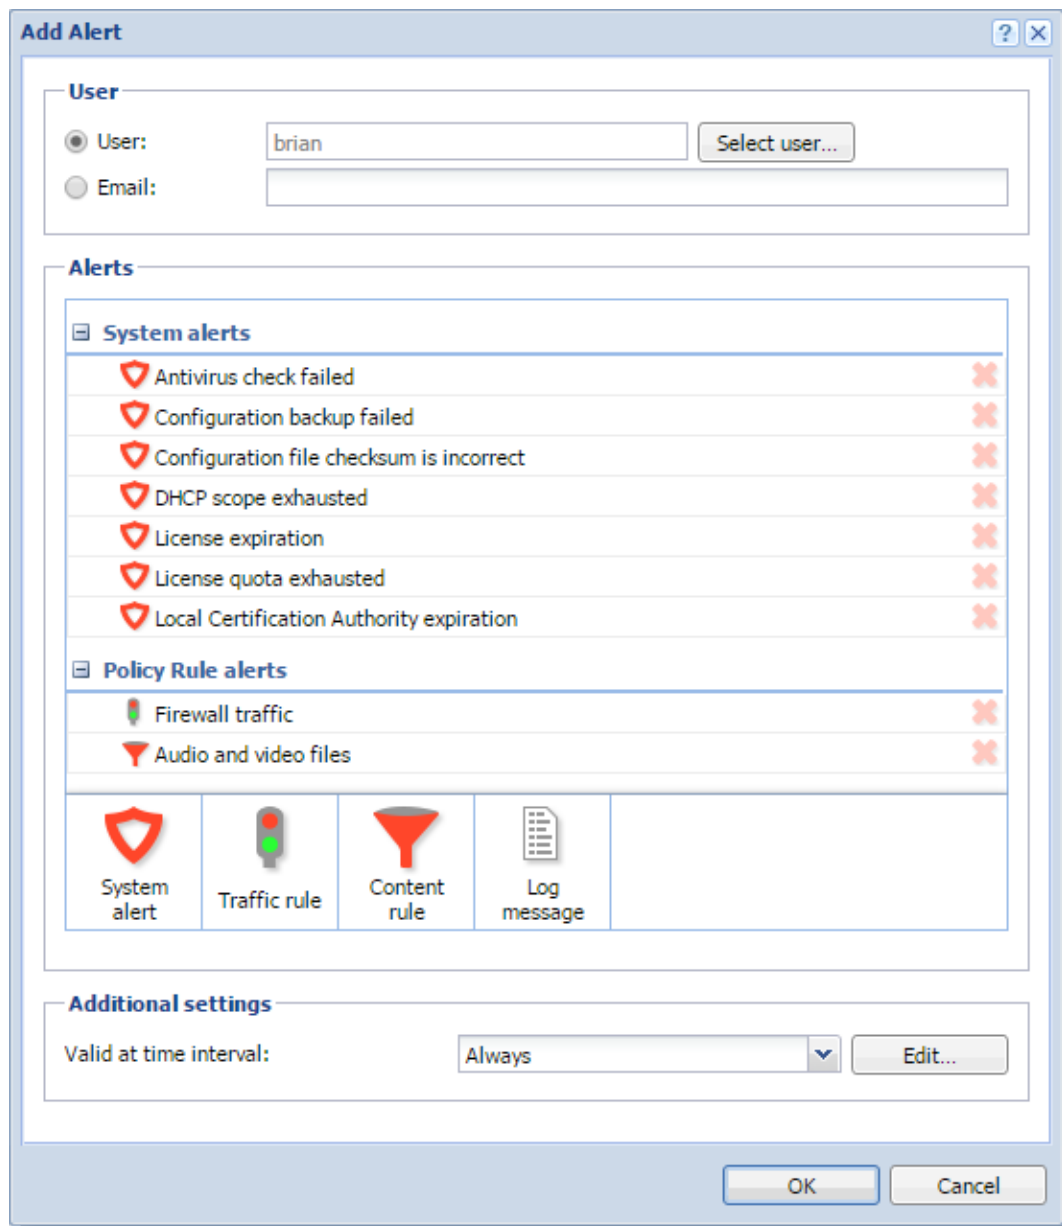 Add Alert
User
User:
brian
Select user...
Email:
Alerts
System alerts
Antivirus check failed
Configuration backup failed
Configuration file checksum is incorrect
DHCP scope exhausted
License expiration
License quota exhausted
Local Certification Authority expiration
Policy Rule alerts
Firewall traffic
Audio and video files
System
alert
Traffic rule
Content
rule
Log
message
Additional settings
Valid at time interval:
Always
Edit...
OK
Cancel